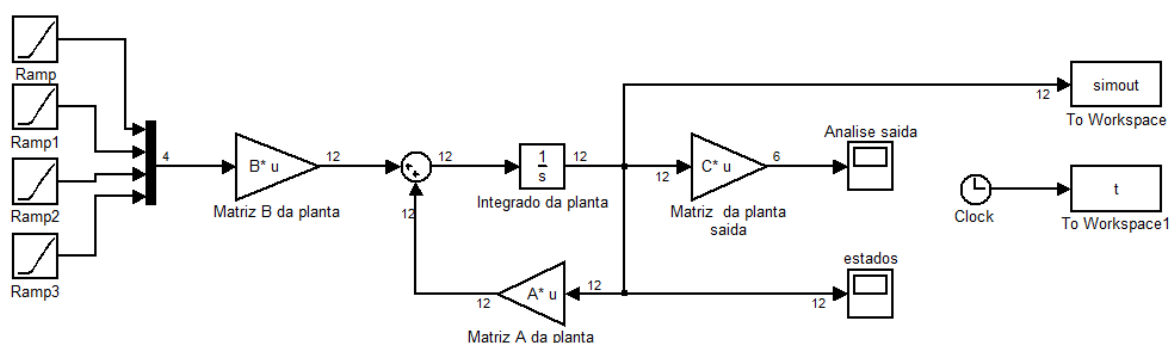 Ramp
Ramp1
Ramp2
Ramp3
4
B* u
Matriz B da planta
12
12
12
1
s
Integrado da planta
12
12
C* u
Matriz da planta
saida
6
Analise saida
12
simout
To Workspace
Clock
t
To Workspace1
estados
12
12
A* u
12
Matriz A da planta